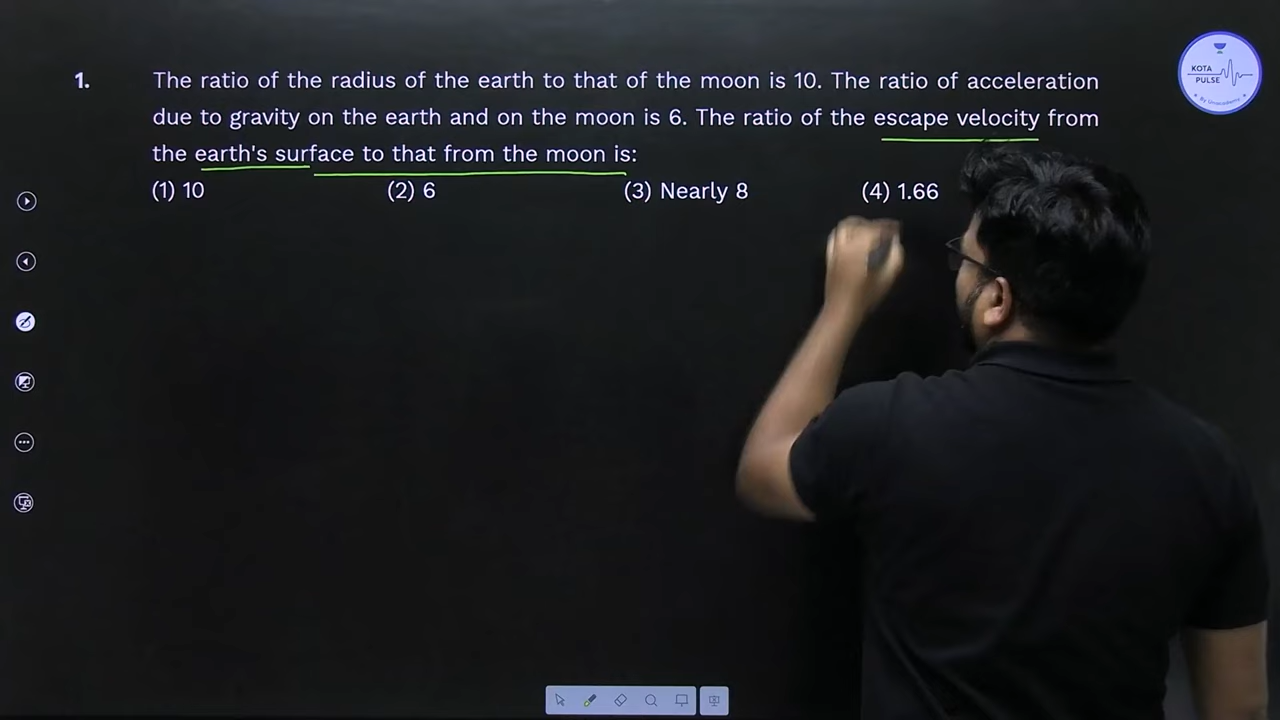 1. The ratio of the radius of the earth to that of the moon is 10. The ratio of acceleration
due to gravity on the earth and on the moon is 6. The ratio of the escape velocity from
the earth's surface to that from the moon is:
(1) 10 (2) 6 (3) Nearly 8 (4) 1.66
KOTA
PULSE
By Unacademy